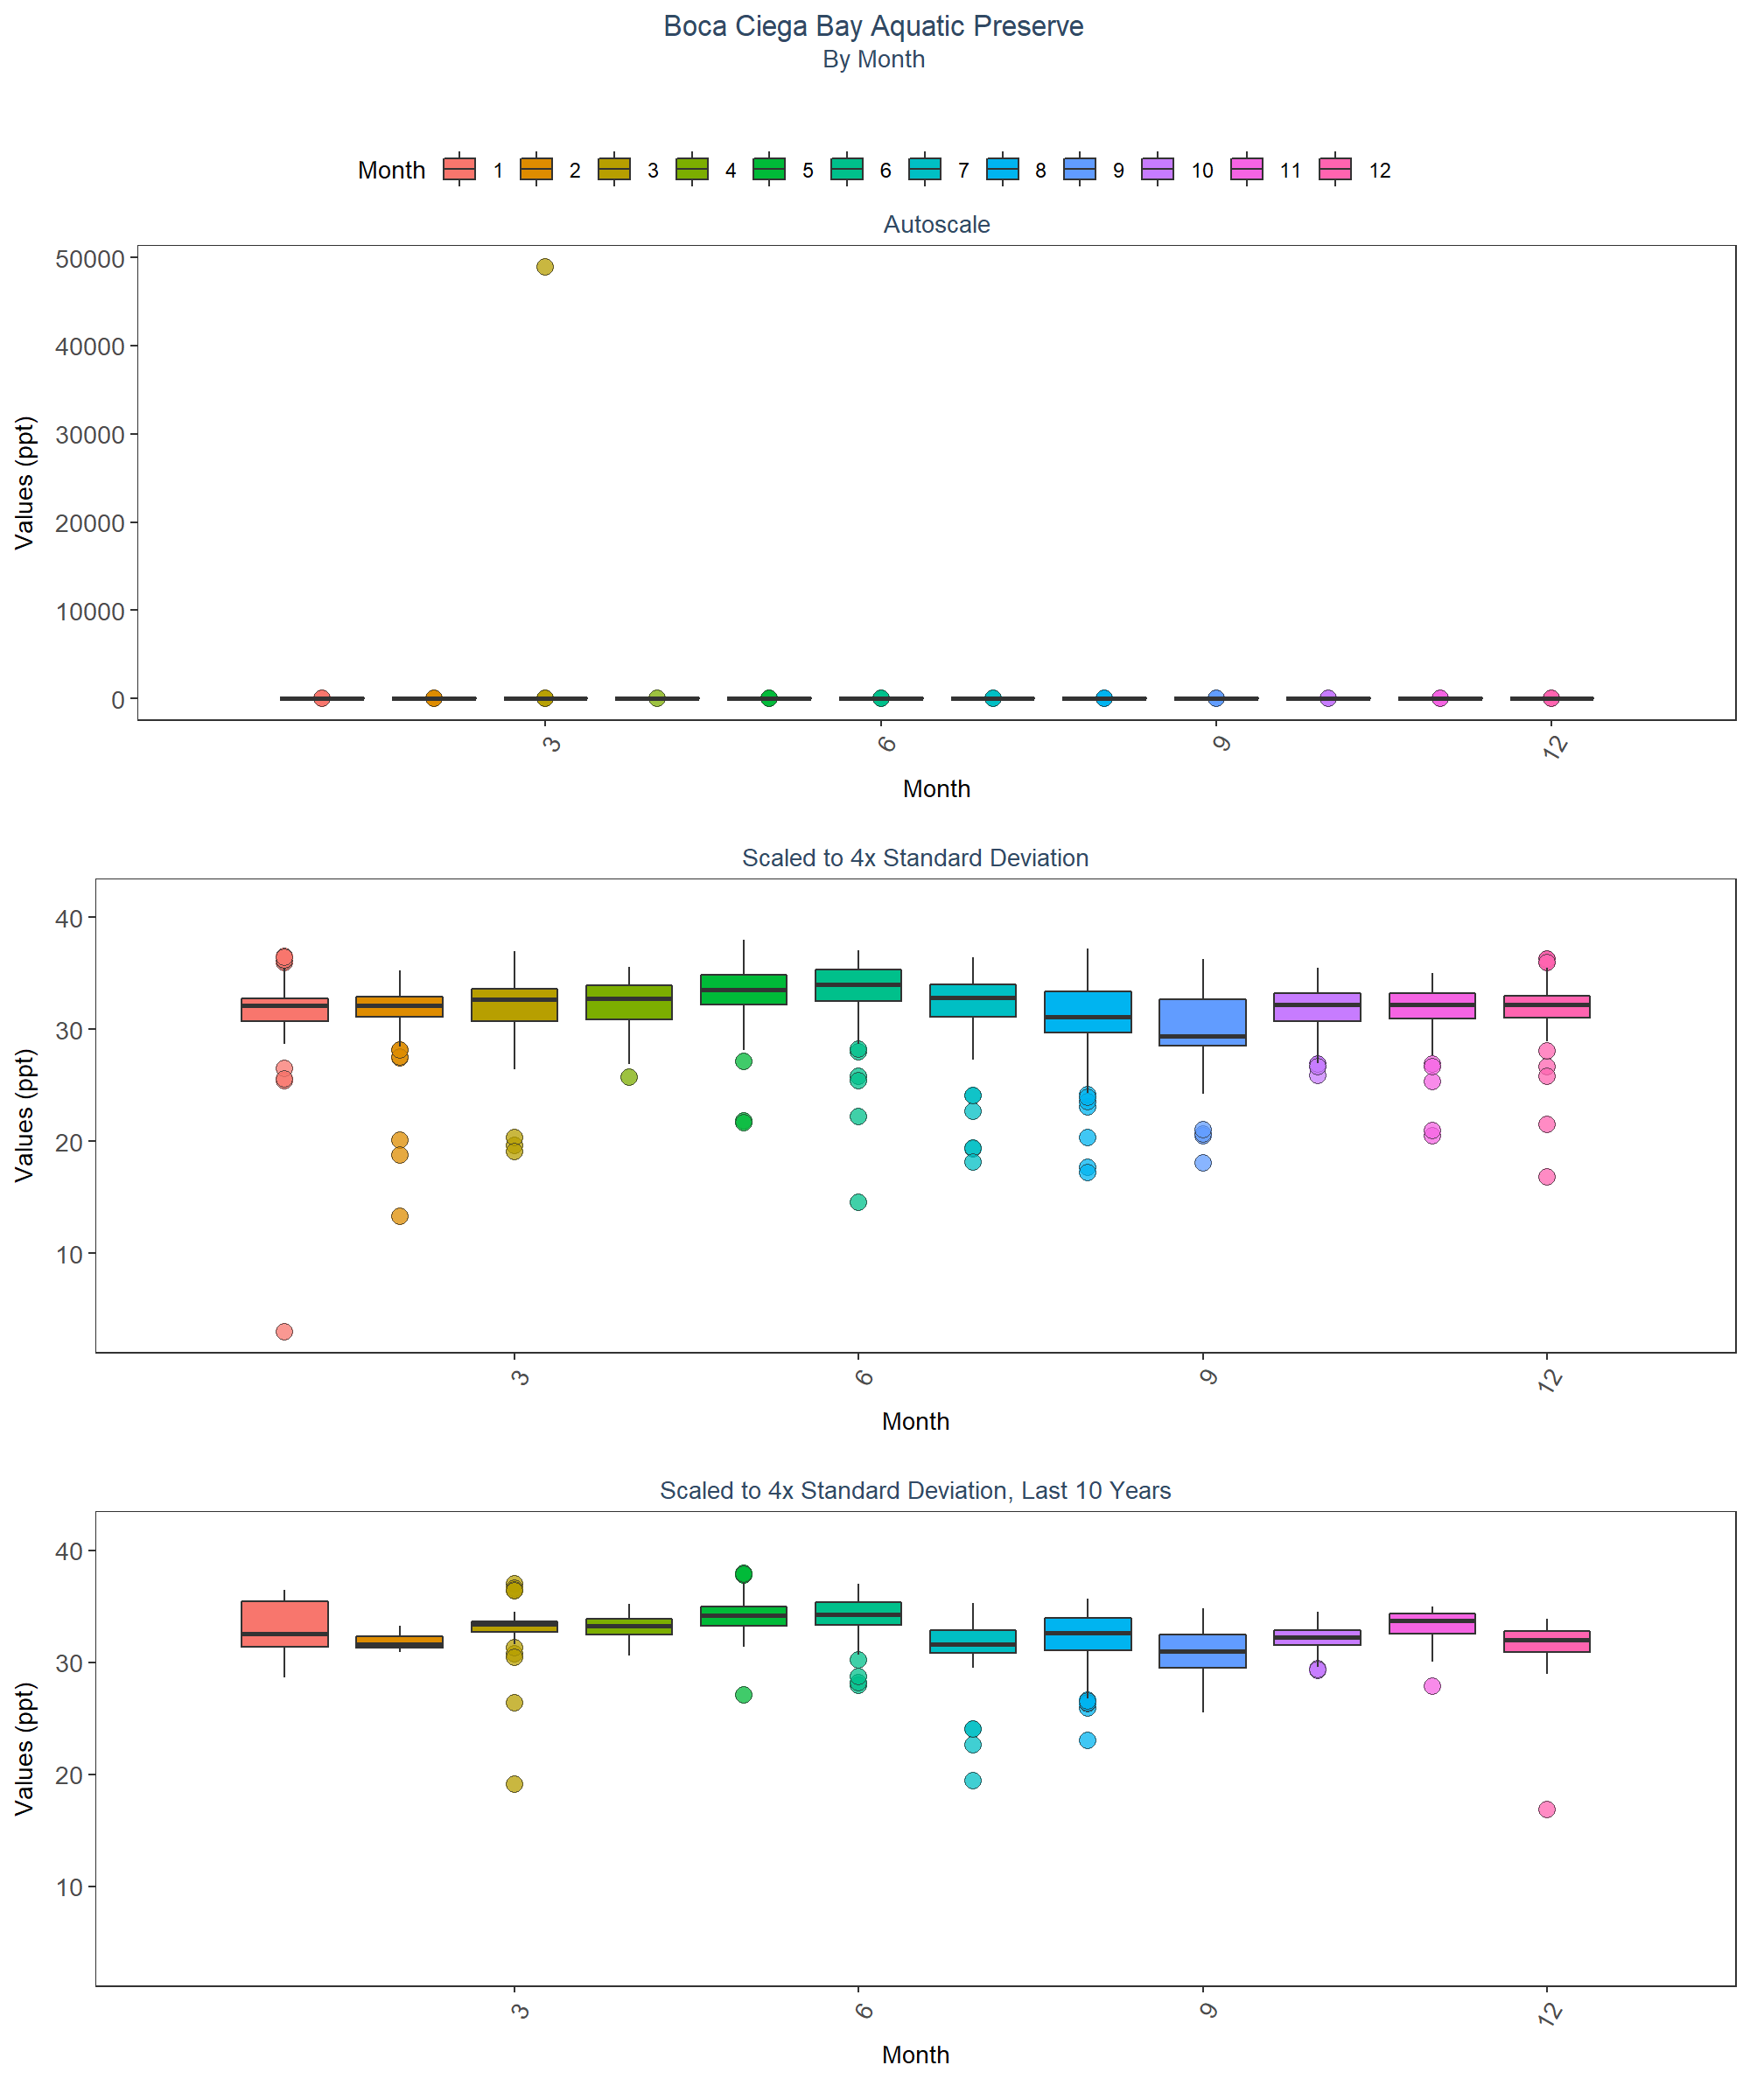 Boca Ciega Bay Aquatic Preserve
By Month
Month 1 2 3 4 5 6 7 8 9 10 11 12
Autoscale
50000
40000
30000
20000
10000
0
Values (ppt)
3 6 9 12
Month
Scaled to 4x Standard Deviation
40
30
20
10
Values (ppt)
3 6 9 12
Month
Scaled to 4x Standard Deviation, Last 10 Years
40
30
20
10
Values (ppt)
3 6 9 12
Month